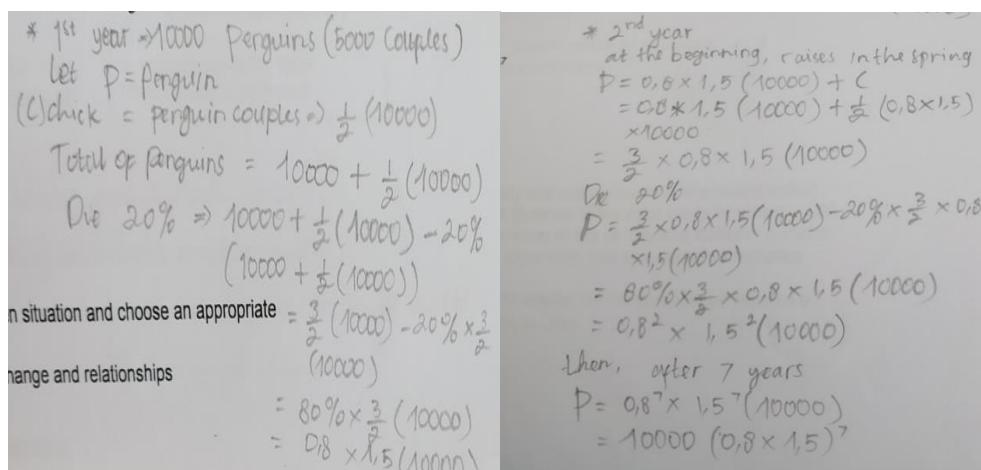 * 1st year => 10000 Penguins (5000 Couples)
Let P = Penguin
(C) chick = penguin couples => 1/2 (10000)
Total of Penguins = 10000 + 1/2 (10000)
Die 20% => 10000 + 1/2 (10000) - 20%
(10000 + 1/2 (10000))
n situation and choose an appropriate = 3/2 (10000) - 20% × 3/2
(10000)
hange and relationships
= 80% × 3/2 (10000)
= 0,8 × 1,5 (10000)
* 2nd year
at the beginning, raises in the spring
P = 0,8 × 1,5 (10000) + C
= 0,8 * 1,5 (10000) + 1/2 (0,8 × 1,5)
× 10000
= 3/2 × 0,8 × 1,5 (10000)
Die 20%
P = 3/2 × 0,8 × 1,5 (10000) - 20% × 3/2 × 0,8
× 1,5 (10000)
= 80% × 3/2 × 0,8 × 1,5 (10000)
= 0,8² × 1,5² (10000)
then, after 7 years
P = 0,8⁷ × 1,5⁷ (10000)
= 10000 (0,8 × 1,5)⁷